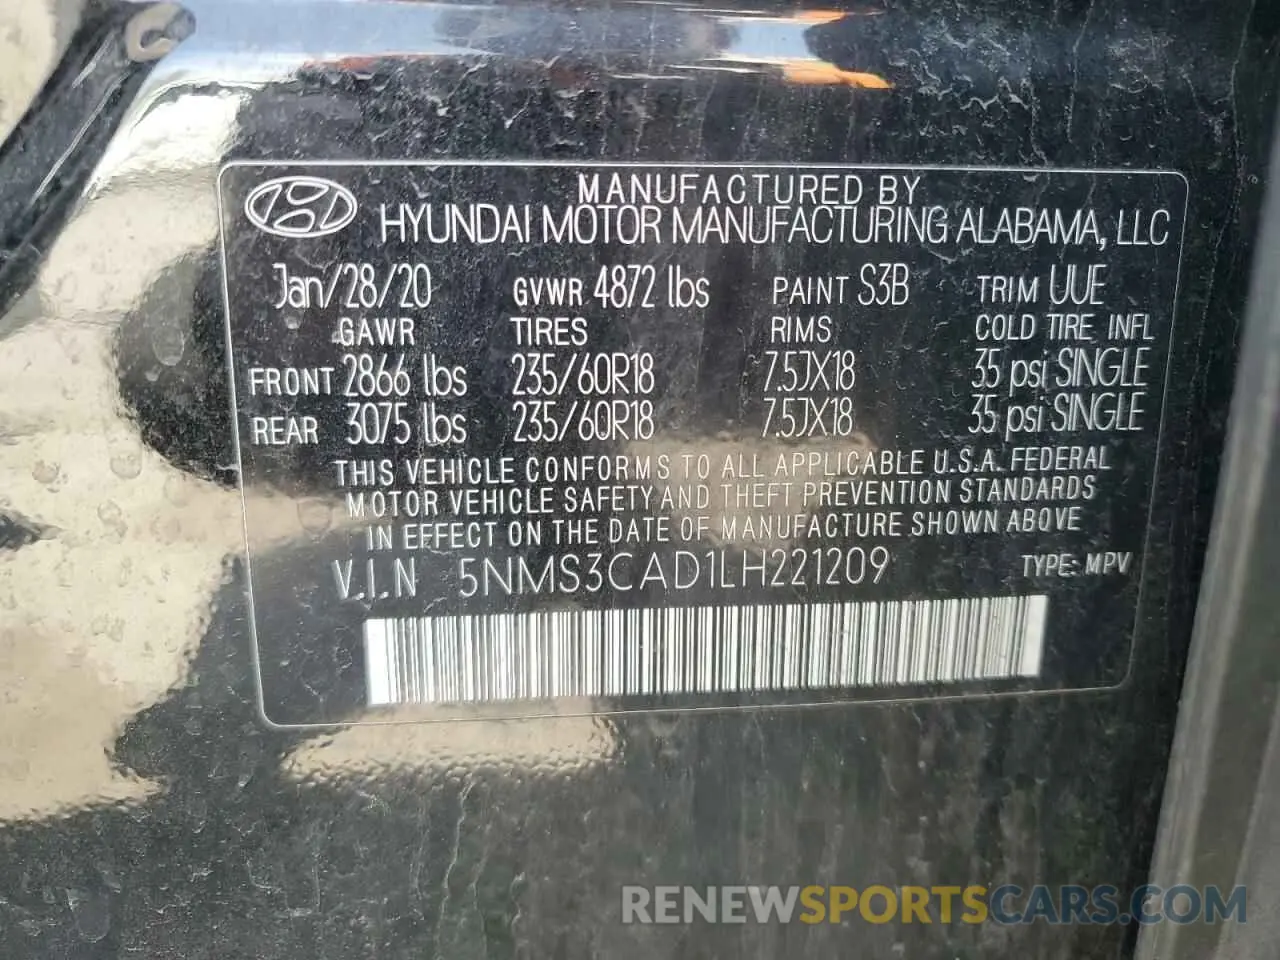 MANUFACTURED BY
HYUNDAI MOTOR MANUFACTURING ALABAMA, LLC
Jan/28/20 GVWR 4872 lbs PAINT S3B TRIM UUE
GAWR TIRES RIMS COLD TIRE INFL
FRONT 2866 lbs 235/60R18 7.5JX18 35 psi SINGLE
REAR 3075 lbs 235/60R18 7.5JX18 35 psi SINGLE
THIS VEHICLE CONFORMS TO ALL APPLICABLE U.S.A. FEDERAL
MOTOR VEHICLE SAFETY AND THEFT PREVENTION STANDARDS
IN EFFECT ON THE DATE OF MANUFACTURE SHOWN ABOVE
V.I.N 5NMS3CAD1LH221209 TYPE: MPV
RENEWSPORTSCARS.COM